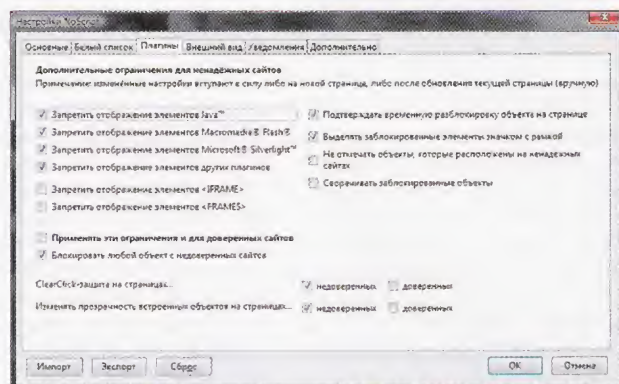 Настройки NoScript
Основные Белый список Плагины Внешний вид Уведомления Дополнительно
Дополнительные ограничения для ненадёжных сайтов
Примечание: изменённые настройки вступают в силу либо на новой странице, либо после обновления текущей страницы (вручную)
Запретить отображение элементов Java™
Запретить отображение элементов Macromedia® Flash®
Запретить отображение элементов Microsoft® Silverlight™
Запретить отображение элементов других плагинов
Запретить отображение элементов <IFRAME>
Запретить отображение элементов <FRAMES>
Подтверждать временную разблокировку объекта на странице
Выделять заблокированные элементы значком с рамкой
Не отмечать объекты, которые расположены на ненадёжных
сайтах
Сворачивать заблокированные объекты
Применять эти ограничения и для доверенных сайтов
Блокировать любой объект с недоверенных сайтов
ClearClick-защита на страницах... недоверенных доверенных
Изменять прозрачность встроенных объектов на страницах... недоверенных доверенных
Импорт Экспорт Сброс OK Отмена